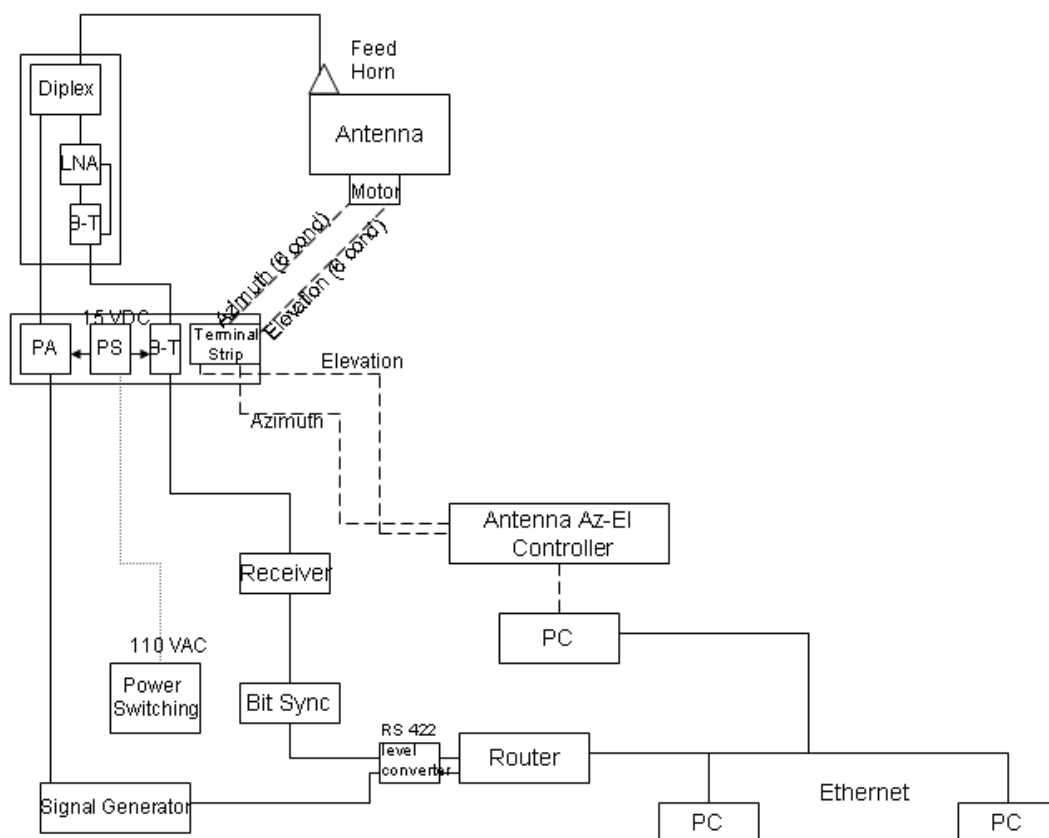 Feed
Horn
Diplex
Antenna
LNA
Motor
B-T
Azimuth (6 cond)
Elevation (6 cond)
15 VDC
PA
PS
B-T
Terminal
Strip
Elevation
Azimuth
Antenna Az-El
Controller
Receiver
PC
110 VAC
Power
Switching
Bit Sync
RS 422
level
converter
Router
Signal Generator
Ethernet
PC
PC